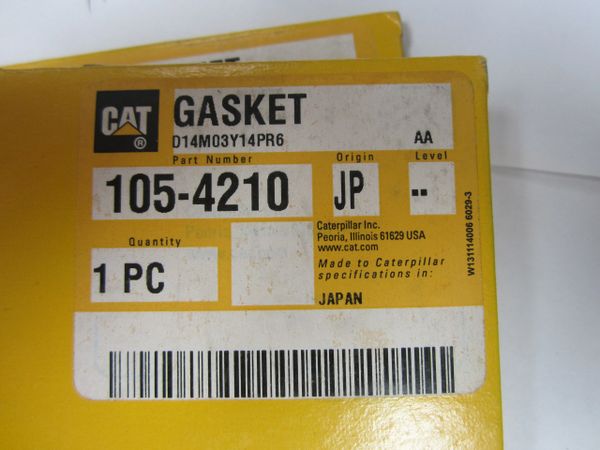 GASKET
CAT
®
D14M03Y14PR6
AA
Part Number
Origin
Level
105-4210
JP
--
Caterpillar Inc.
Peoria, Illinois 61629 USA
www.cat.com
Quantity
1 PC
Made to Caterpillar
specifications in:
JAPAN
W131114006 6029-3